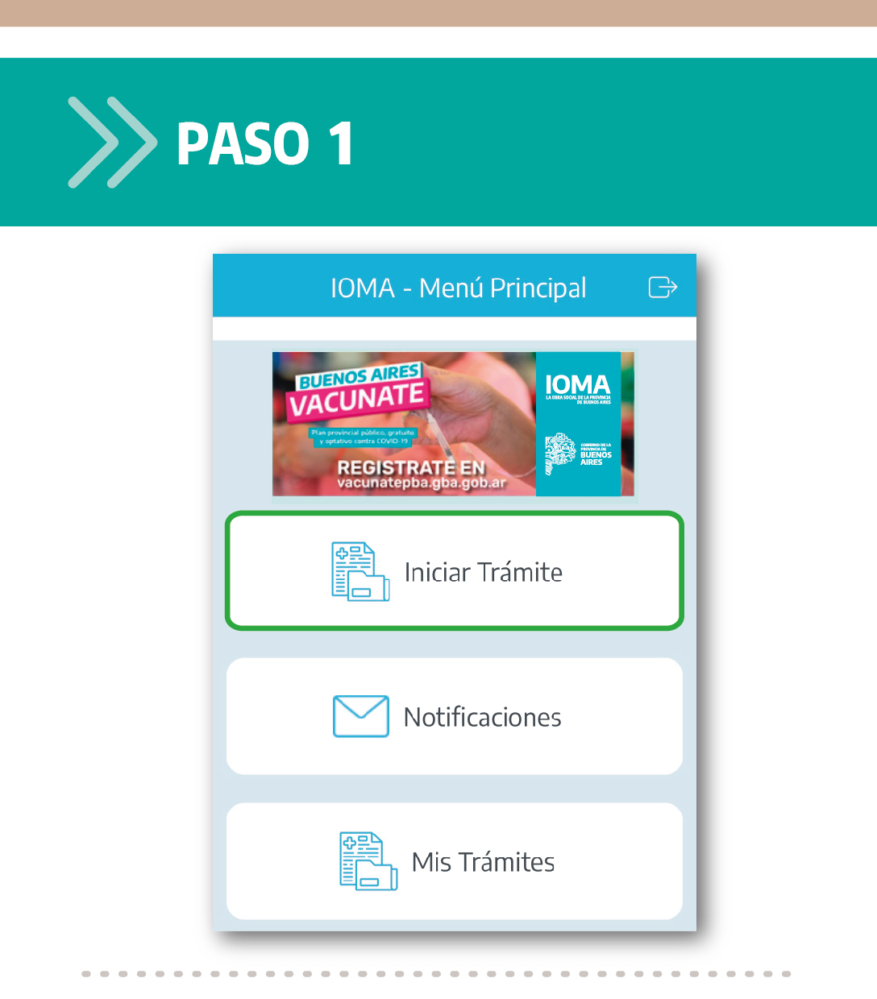 PASO 1
IOMA - Menú Principal
BUENOS AIRES
VACUNATE
Plan provincial público, gratuito
y optativo contra COVID-19
REGISTRATE EN
vacunatepba.gba.gob.ar
IOMA
LA OBRA SOCIAL DE LA PROVINCIA
DE BUENOS AIRES
GOBIERNO DE LA
PROVINCIA DE
BUENOS
AIRES
Iniciar Trámite
Notificaciones
Mis Trámites